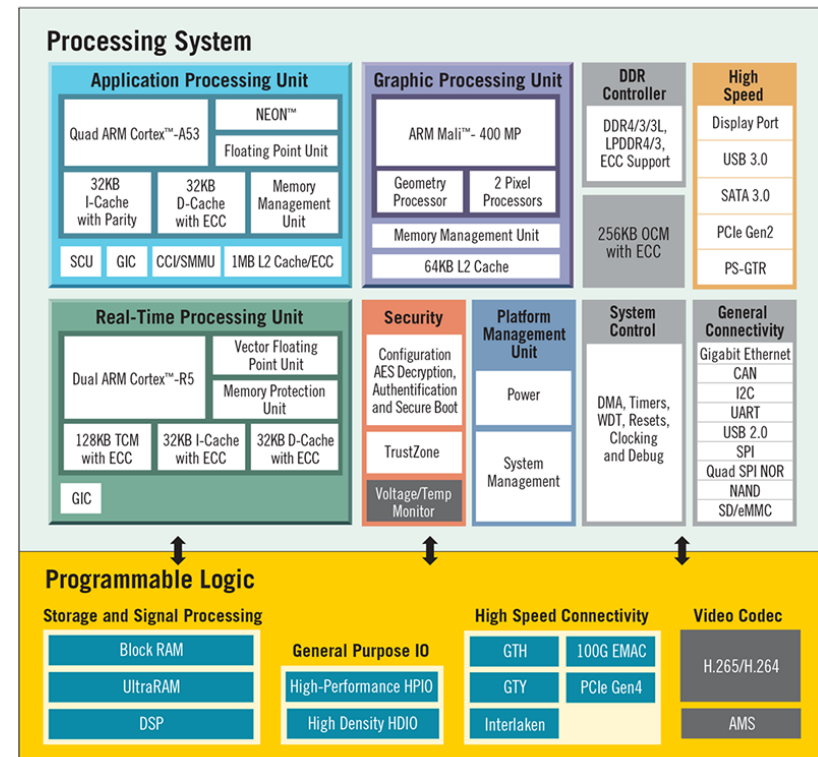 Processing System
Application Processing Unit
Quad ARM Cortex™-A53
NEON™
Floating Point Unit
32KB
I-Cache
with Parity
32KB
D-Cache
with ECC
Memory
Management
Unit
SCU
GIC
CCI/SMMU
1MB L2 Cache/ECC
Graphic Processing Unit
ARM Mali™- 400 MP
Geometry
Processor
2 Pixel
Processors
Memory Management Unit
64KB L2 Cache
DDR
Controller
DDR4/3/3L,
LPDDR4/3,
ECC Support
256KB OCM
with ECC
High
Speed
Display Port
USB 3.0
SATA 3.0
PCIe Gen2
PS-GTR
Real-Time Processing Unit
Dual ARM Cortex™-R5
Vector Floating
Point Unit
Memory Protection
Unit
128KB TCM
with ECC
32KB I-Cache
with ECC
32KB D-Cache
with ECC
GIC
Security
Configuration
AES Decryption,
Authentification
and Secure Boot
TrustZone
Voltage/Temp
Monitor
Platform
Management
Unit
Power
System
Management
System
Control
DMA, Timers,
WDT, Resets,
Clocking
and Debug
General
Connectivity
Gigabit Ethernet
CAN
I2C
UART
USB 2.0
SPI
Quad SPI NOR
NAND
SD/eMMC
Programmable Logic
Storage and Signal Processing
Block RAM
UltraRAM
DSP
General Purpose IO
High-Performance HPIO
High Density HDIO
High Speed Connectivity
GTH
100G EMAC
GTY
PCIe Gen4
Interlaken
Video Codec
H.265/H.264
AMS